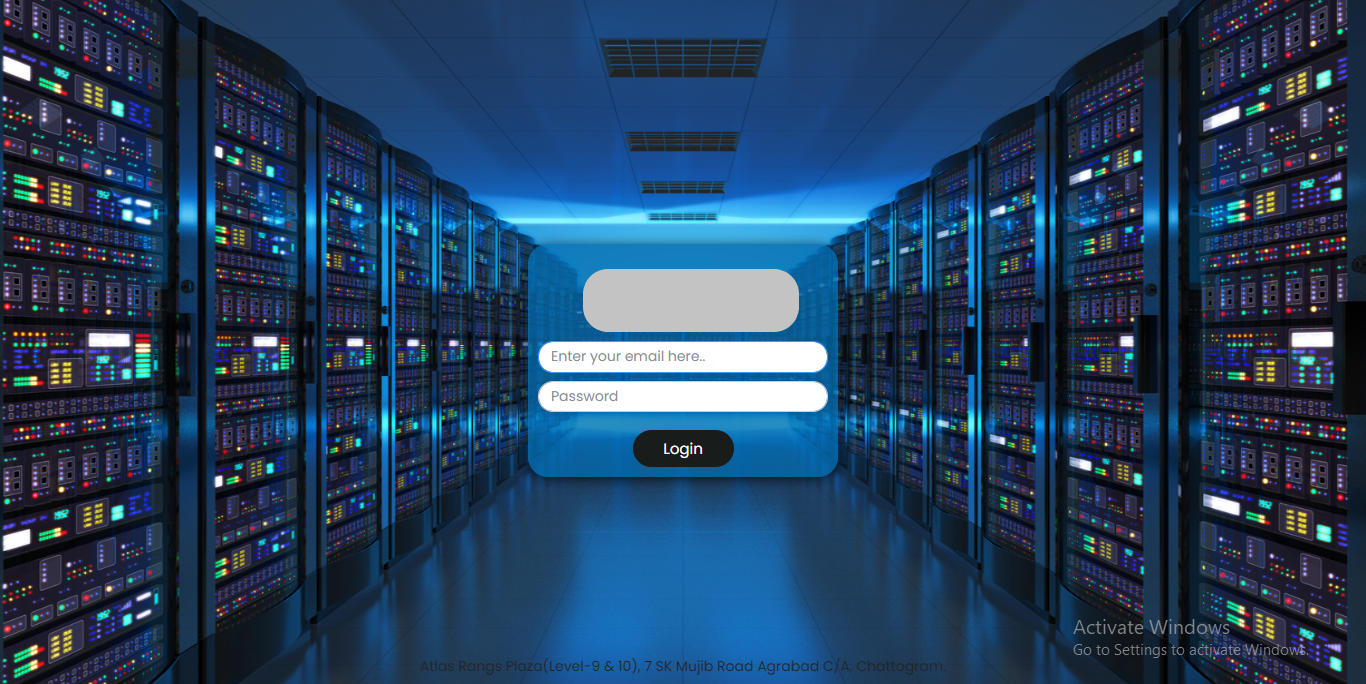 Enter your email here..
Password
Login
Activate Windows
Go to Settings to activate Windows.
Atlas Rangs Plaza(Level-9 & 10), 7 SK Mujib Road Agrabad C/A, Chattogram.